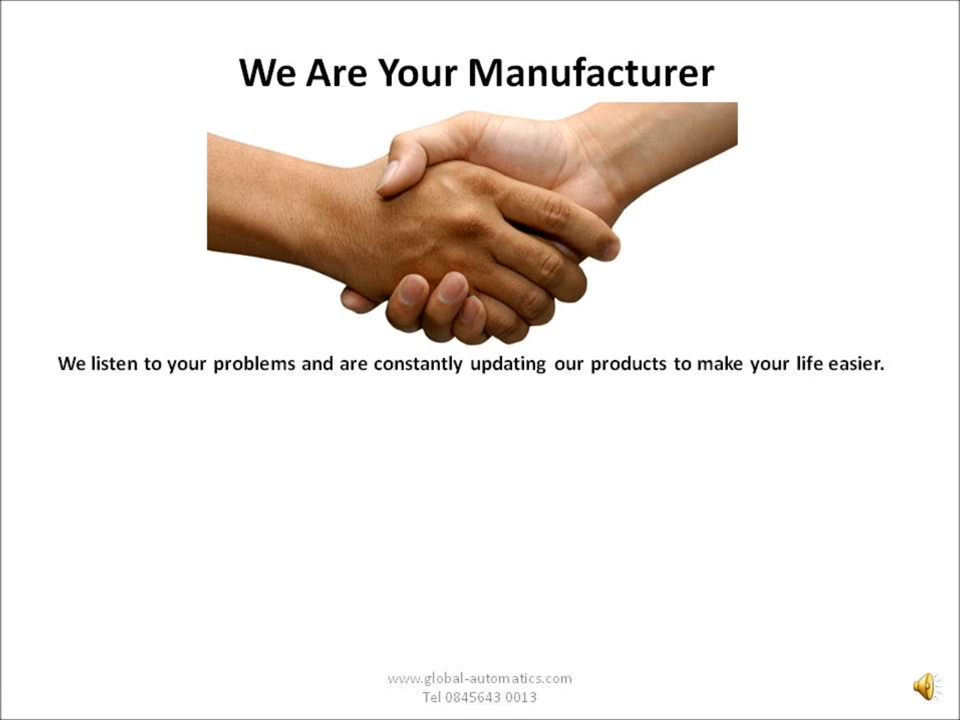 We Are Your Manufacturer
We listen to your problems and are constantly updating our products to make your life easier.
www.global-automatics.com
Tel 0845643 0013